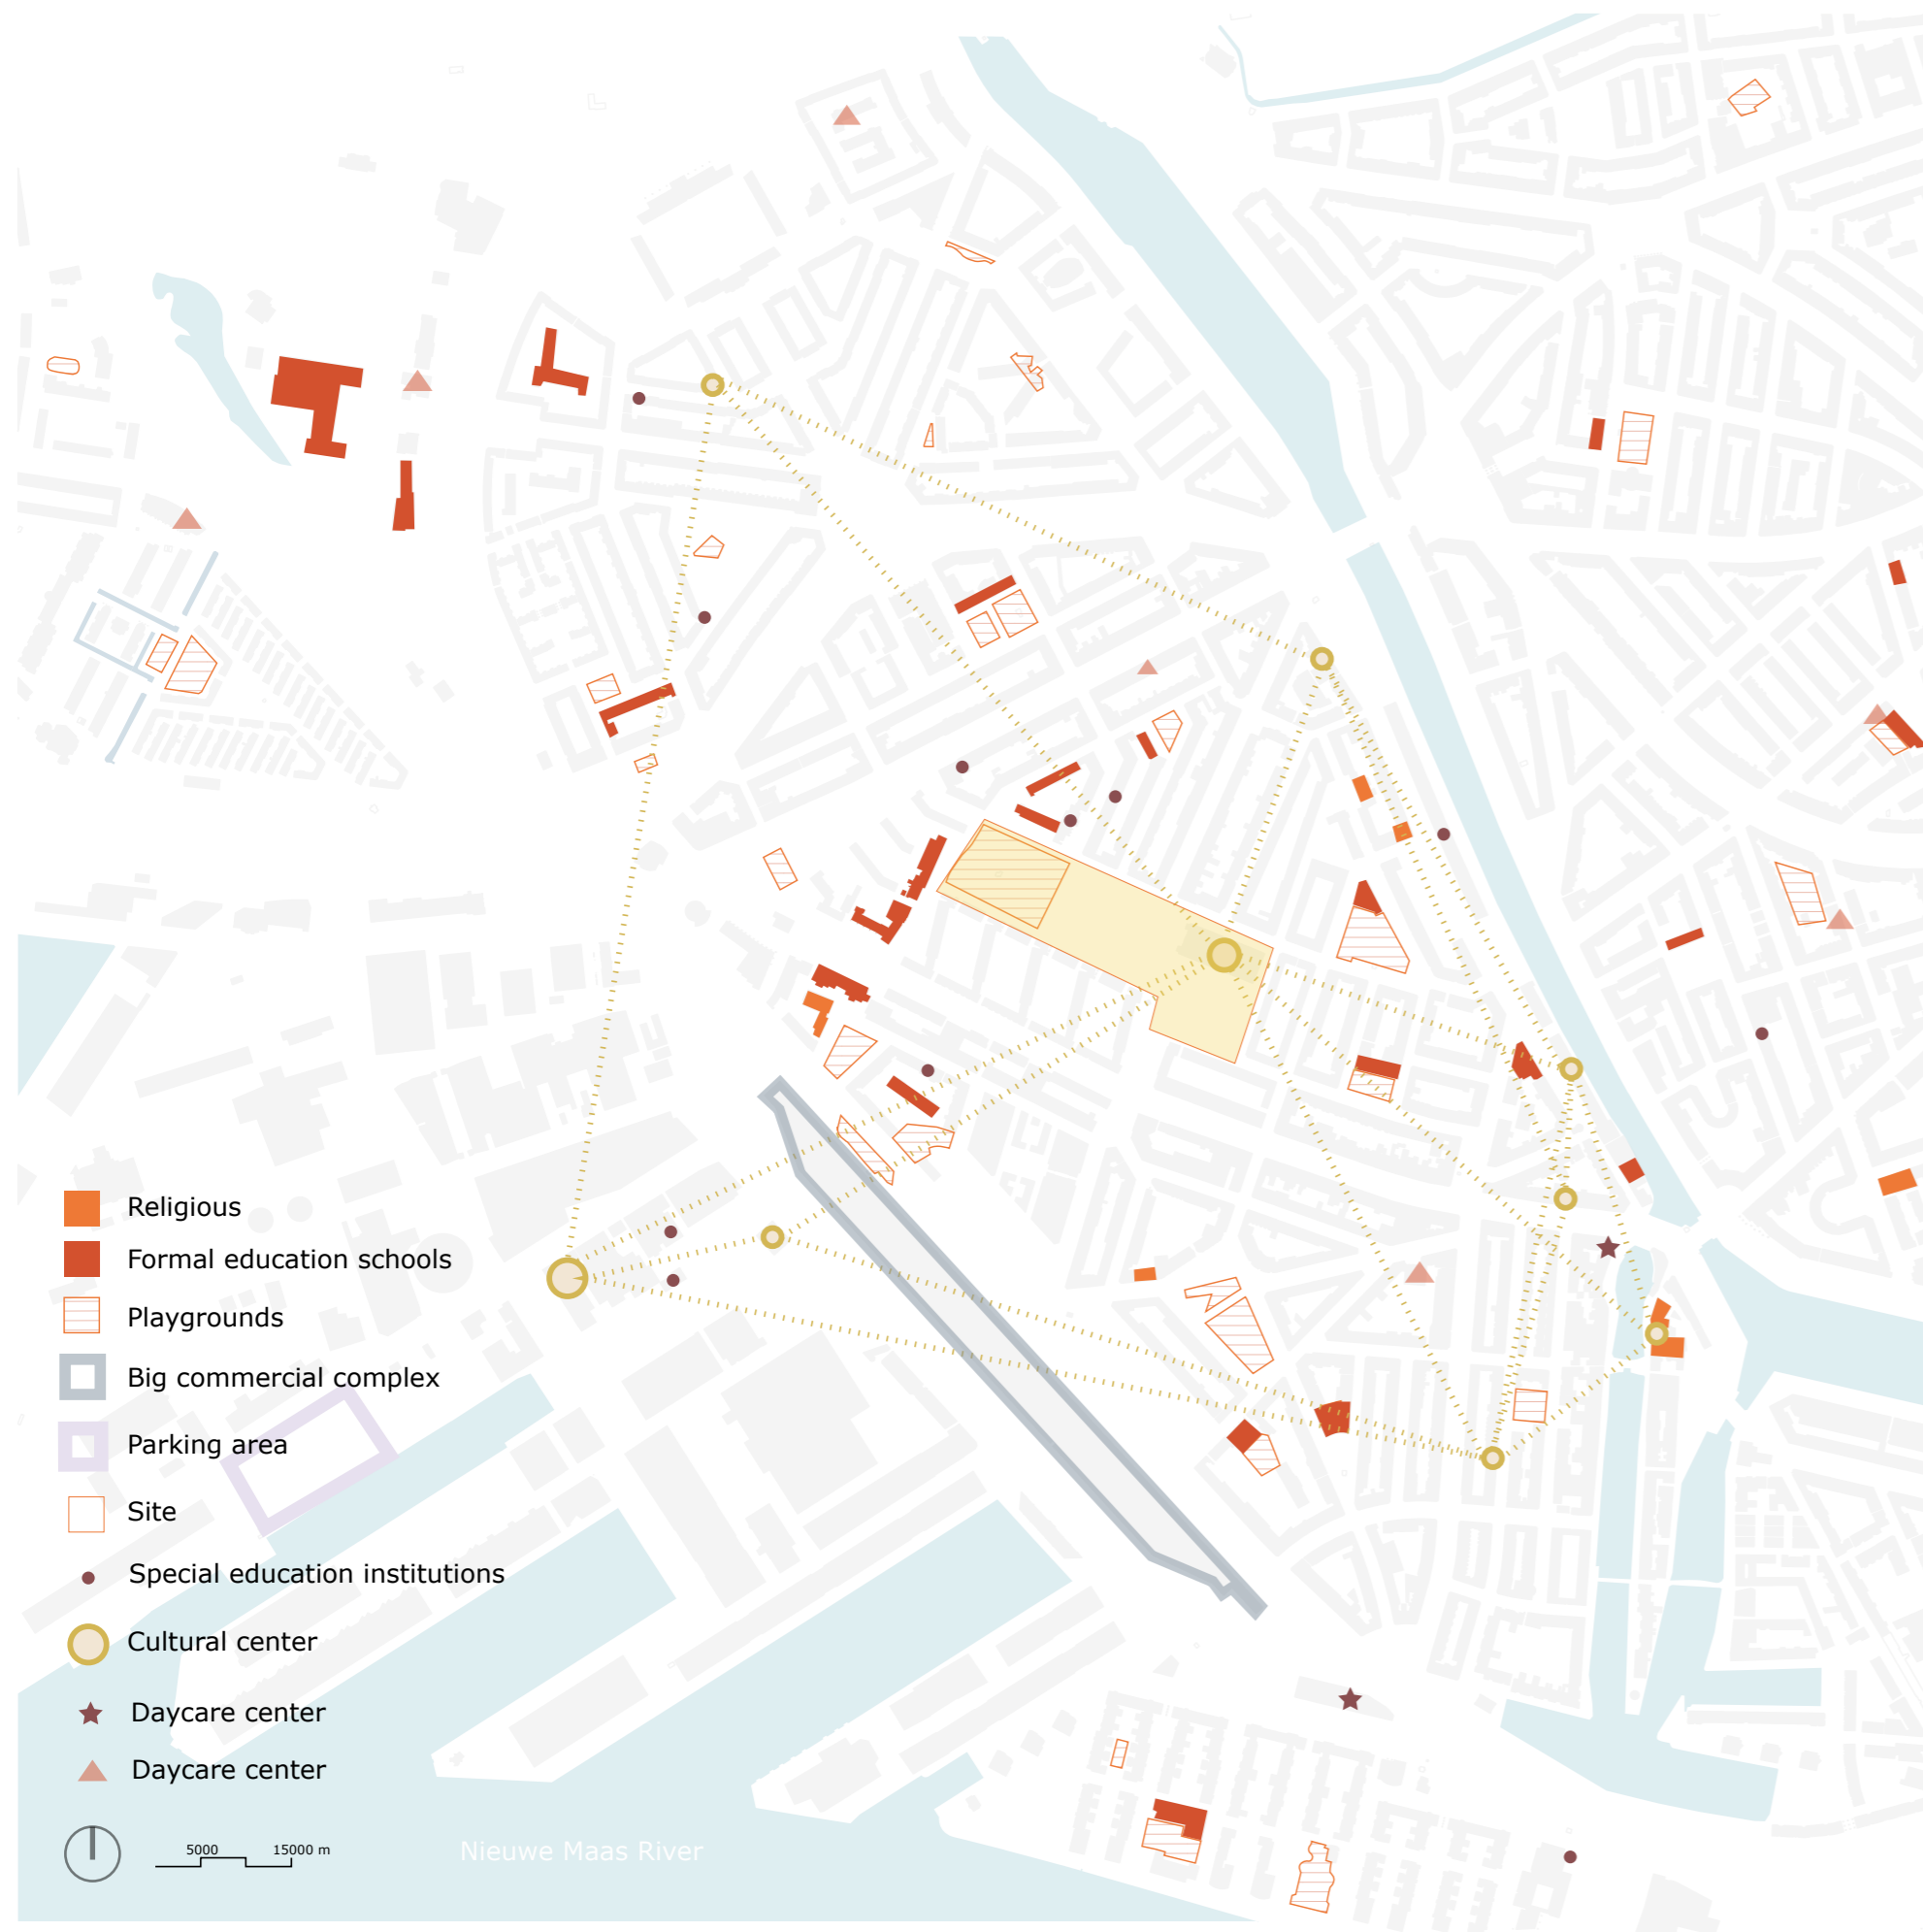 Religious
Formal education schools
Playgrounds
Big commercial complex
Parking area
Site
Special education institutions
Cultural center
Daycare center
Daycare center
5000 15000 m
Nieuwe Maas River